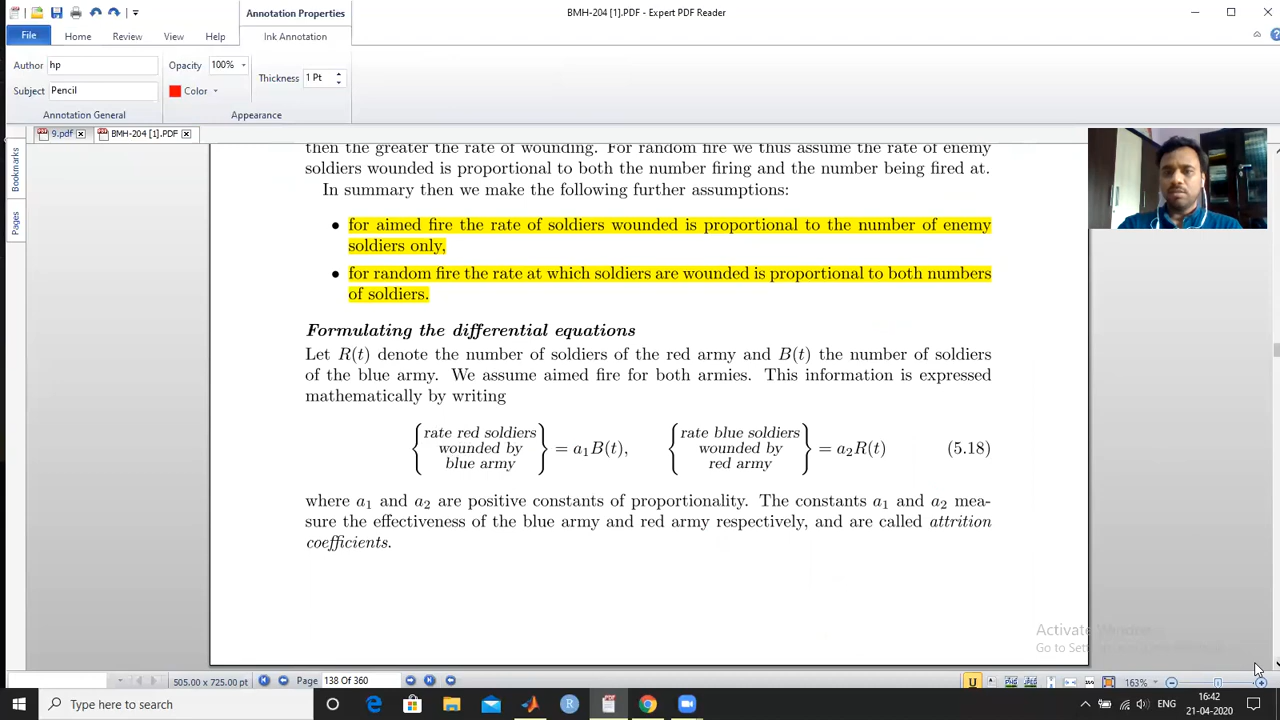 Annotation Properties
BMH-204 [1].PDF - Expert PDF Reader
File Home Review View Help Ink Annotation
Author hp Opacity 100% Thickness 1 Pt
Subject Pencil Color
Annotation General Appearance
9.pdf BMH-204 [1].PDF
Bookmarks
Pages
then the greater the rate of wounding. For random fire we thus assume the rate of enemy
soldiers wounded is proportional to both the number firing and the number being fired at.
In summary then we make the following further assumptions:
• for aimed fire the rate of soldiers wounded is proportional to the number of enemy
soldiers only,
• for random fire the rate at which soldiers are wounded is proportional to both numbers
of soldiers.
Formulating the differential equations
Let R(t) denote the number of soldiers of the red army and B(t) the number of soldiers
of the blue army. We assume aimed fire for both armies. This information is expressed
mathematically by writing
{rate red soldiers wounded by blue army} = a₁B(t), {rate blue soldiers wounded by red army} = a₂R(t) (5.18)
where a₁ and a₂ are positive constants of proportionality. The constants a₁ and a₂ mea-
sure the effectiveness of the blue army and red army respectively, and are called attrition
coefficients.
Activate Windows
Go to Sett
505.00 x 725.00 pt Page 138 Of 360 163%
Type here to search
ENG
16:42
21-04-2020